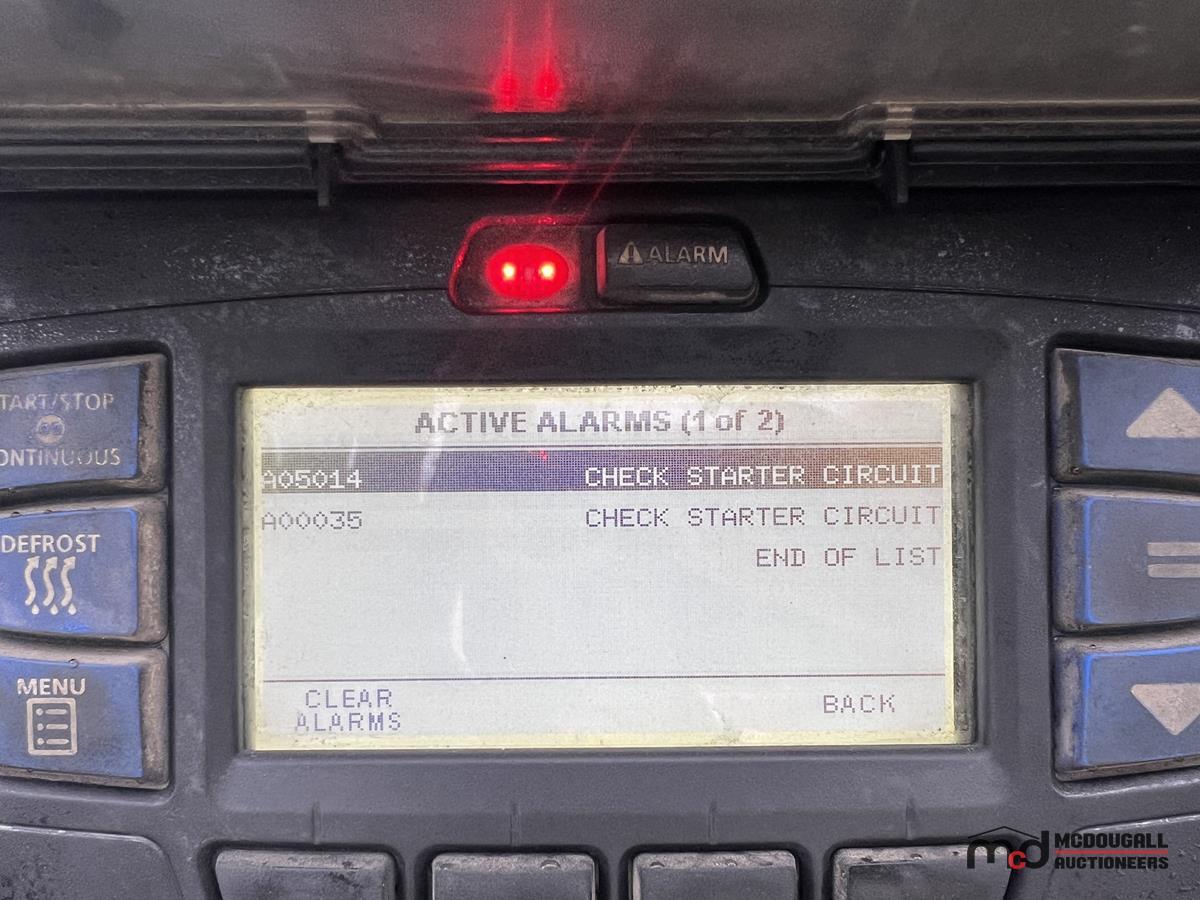 ALARM
START/STOP
CONTINUOUS
ACTIVE ALARMS (1 of 2)
A05014 CHECK STARTER CIRCUIT
A00035 CHECK STARTER CIRCUIT
END OF LIST
DEFROST
MENU
CLEAR
ALARMS
BACK
mcd MCDOUGALL
AUCTIONEERS